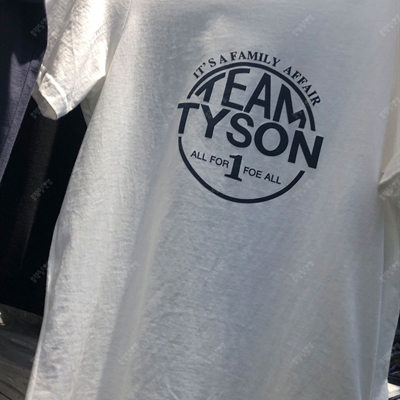 IT'S A FAMILY AFFAIR
TEAM
TYSON
ALL FOR 1 FOE ALL